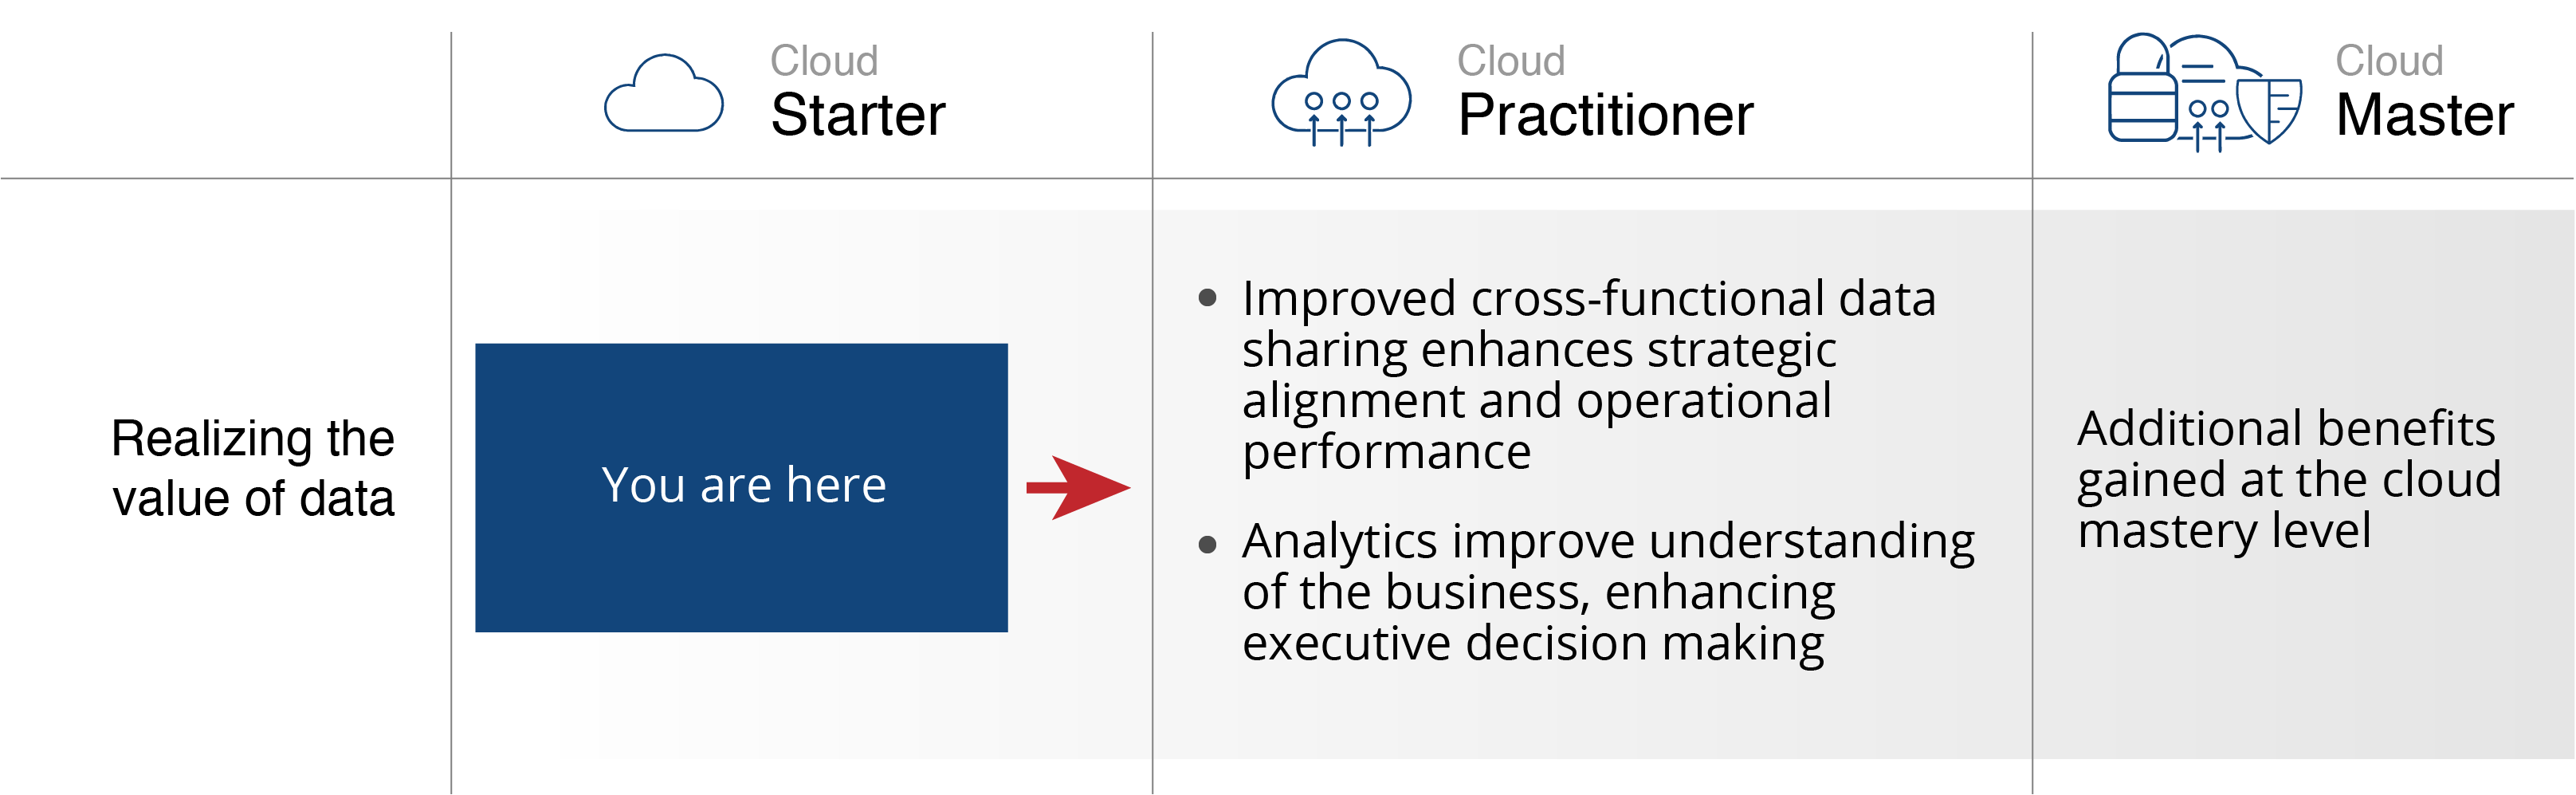 Cloud
Starter
Cloud
Practitioner
Cloud
Master
Realizing the
value of data
You are here
• Improved cross-functional data
sharing enhances strategic
alignment and operational
performance
• Analytics improve understanding
of the business, enhancing
executive decision making
Additional benefits
gained at the cloud
mastery level